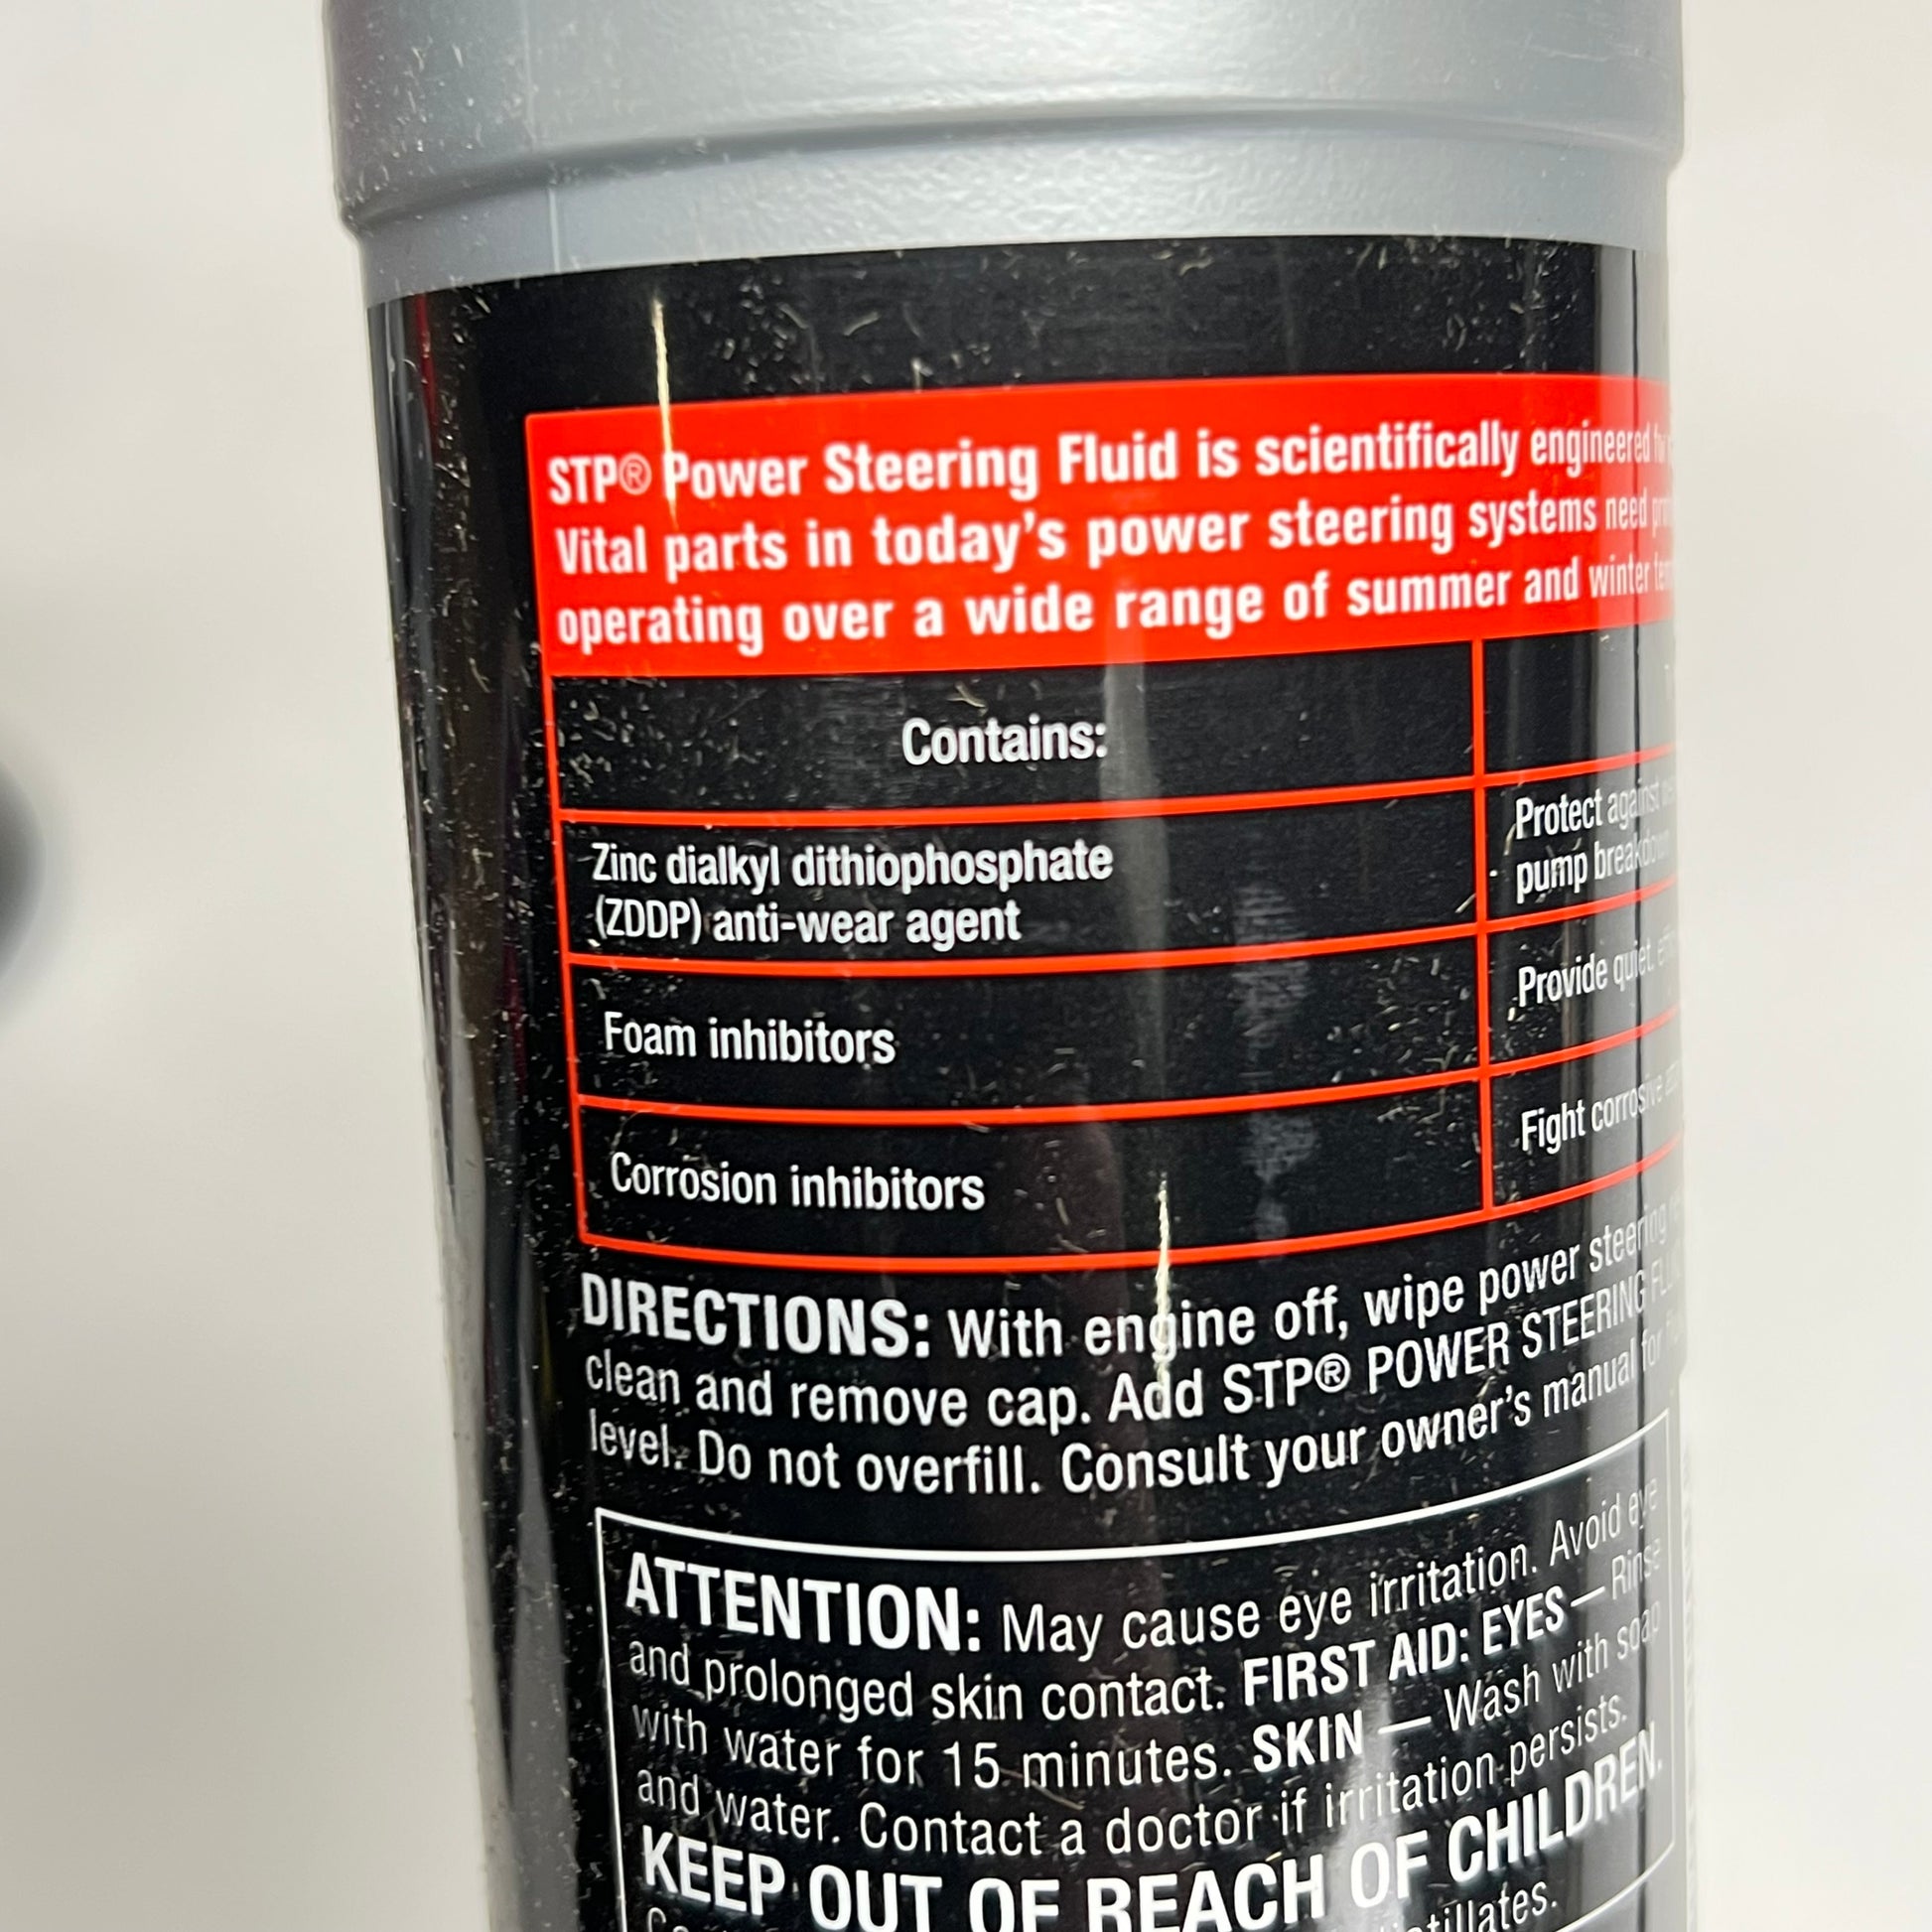 STP® Power Steering Fluid is scientifically engineered
Vital parts in today's power steering systems need
operating over a wide range of summer and winter
Contains:
Zinc dialkyl dithiophosphate
(ZDDP) anti-wear agent
Protect against
pump breakdown
Foam inhibitors
Provide quiet,
Corrosion inhibitors
Fight corrosive
DIRECTIONS: With engine off, wipe power steering
clean and remove cap. Add STP® POWER STEERING
level. Do not overfill. Consult your owner's manual for
ATTENTION: May cause eye irritation. Avoid eye
and prolonged skin contact. FIRST AID: EYES — Rinse
with water for 15 minutes. SKIN — Wash with soap
and water. Contact a doctor if irritation persists.
KEEP OUT OF REACH OF CHILDREN.